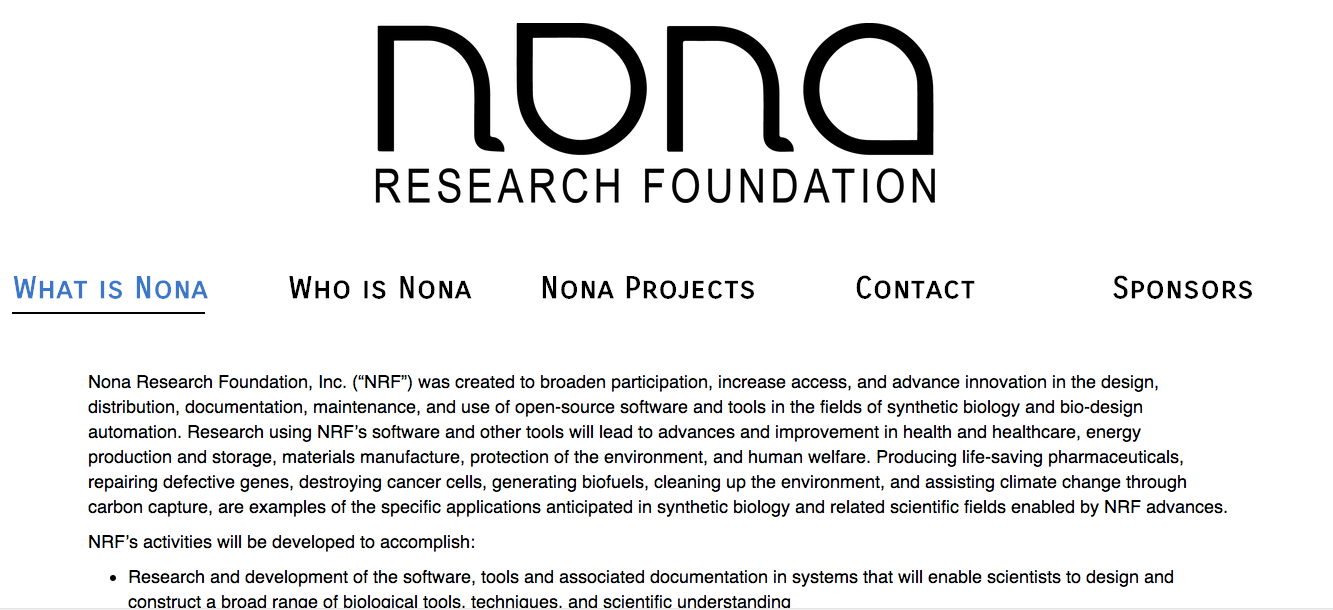 nona
RESEARCH FOUNDATION
What is Nona Who is Nona Nona Projects Contact Sponsors
Nona Research Foundation, Inc. (“NRF”) was created to broaden participation, increase access, and advance innovation in the design,
distribution, documentation, maintenance, and use of open-source software and tools in the fields of synthetic biology and bio-design
automation. Research using NRF’s software and other tools will lead to advances and improvement in health and healthcare, energy
production and storage, materials manufacture, protection of the environment, and human welfare. Producing life-saving pharmaceuticals,
repairing defective genes, destroying cancer cells, generating biofuels, cleaning up the environment, and assisting climate change through
carbon capture, are examples of the specific applications anticipated in synthetic biology and related scientific fields enabled by NRF advances.
NRF’s activities will be developed to accomplish:
• Research and development of the software, tools and associated documentation in systems that will enable scientists to design and
construct a broad range of biological tools, techniques, and scientific understanding